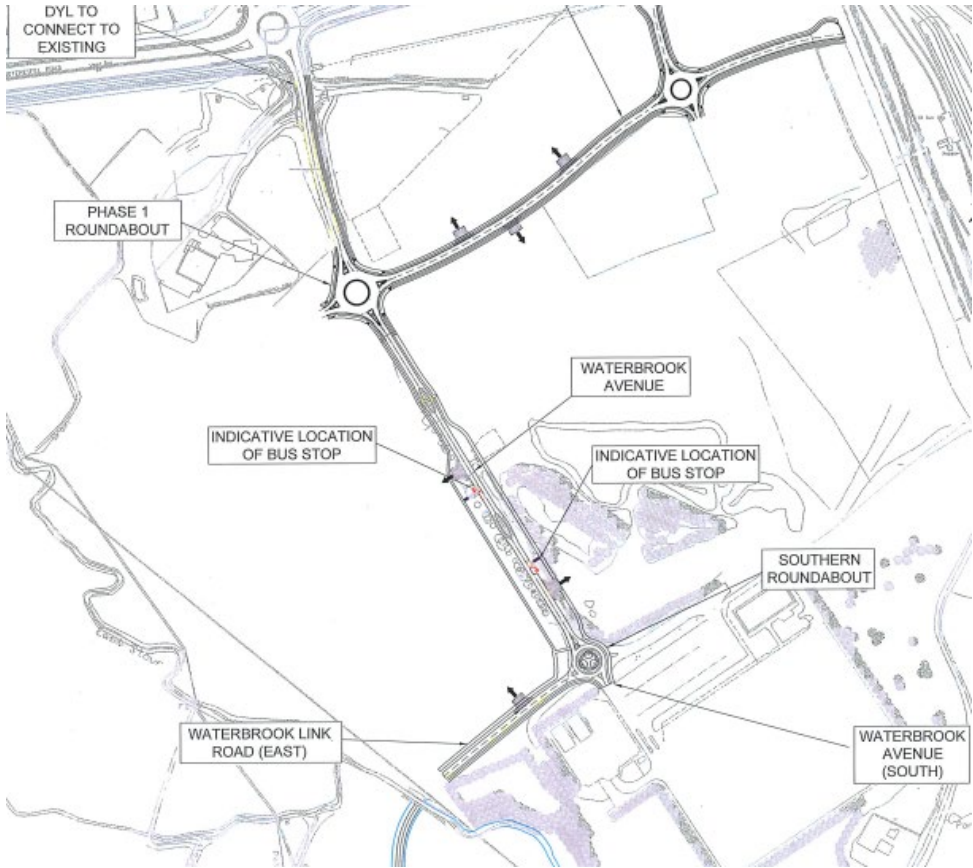 DYL TO
CONNECT TO
EXISTING
PHASE 1
ROUNDABOUT
WATERBROOK
AVENUE
INDICATIVE LOCATION
OF BUS STOP
INDICATIVE LOCATION
OF BUS STOP
SOUTHERN
ROUNDABOUT
WATERBROOK LINK
ROAD (EAST)
WATERBROOK
AVENUE
(SOUTH)